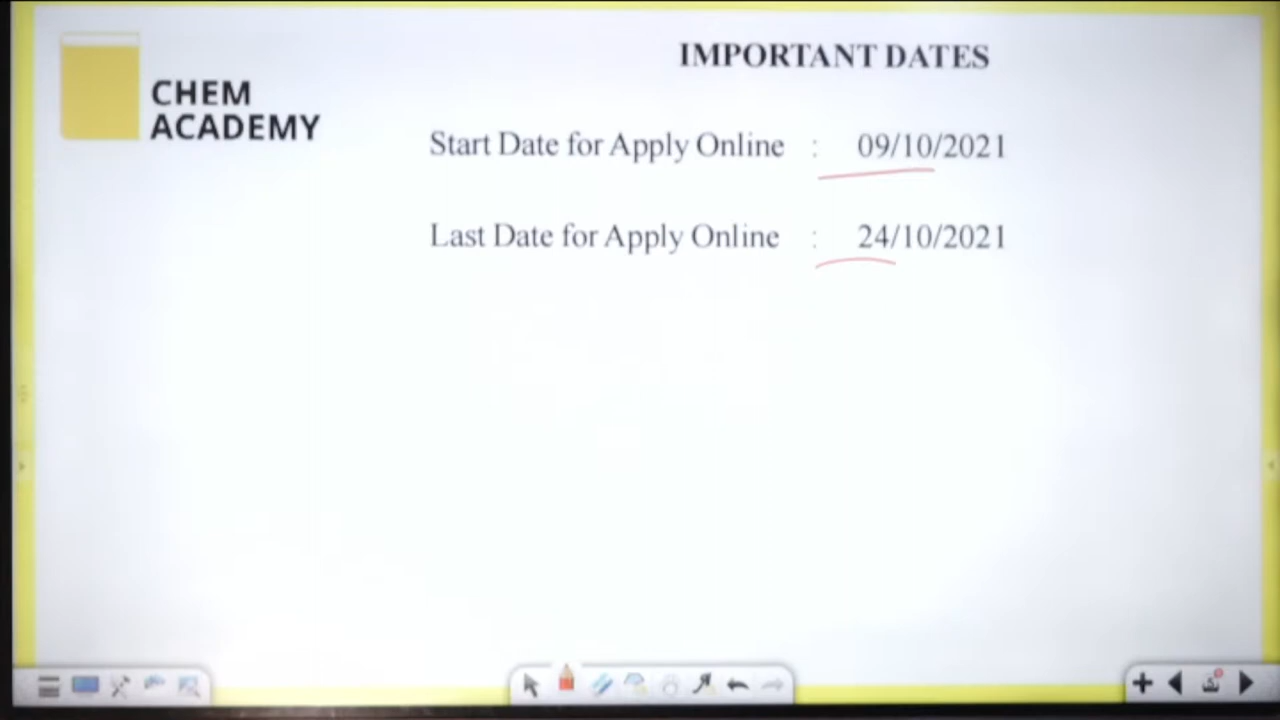 IMPORTANT DATES
CHEM
ACADEMY
Start Date for Apply Online : 09/10/2021
Last Date for Apply Online : 24/10/2021